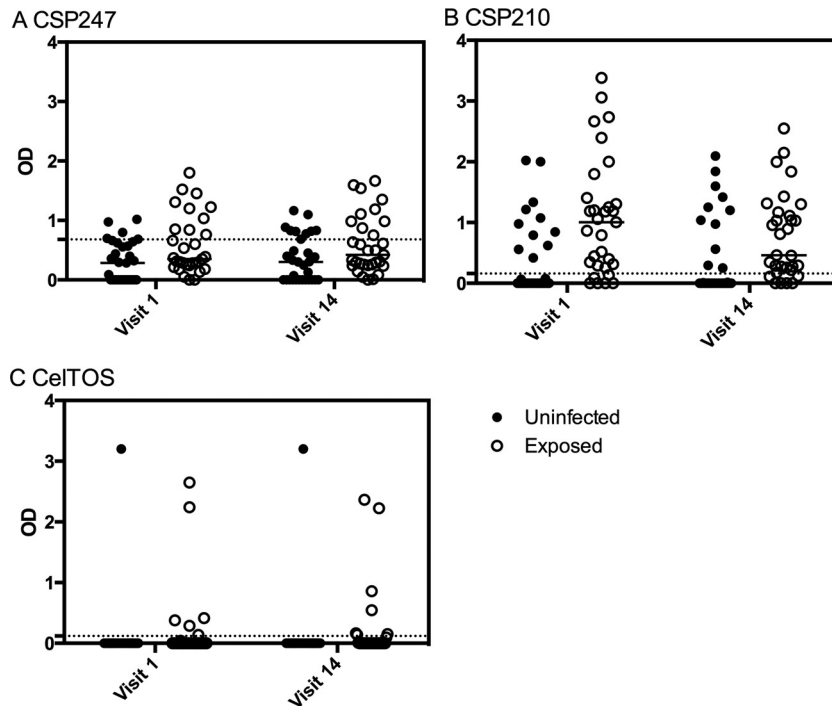 A CSP247
4
3
2
1
0
OD
Visit 1
Visit 14
B CSP210
4
3
2
1
0
Visit 1
Visit 14
C CelTOS
4
3
2
1
0
OD
Visit 1
Visit 14
Uninfected
Exposed